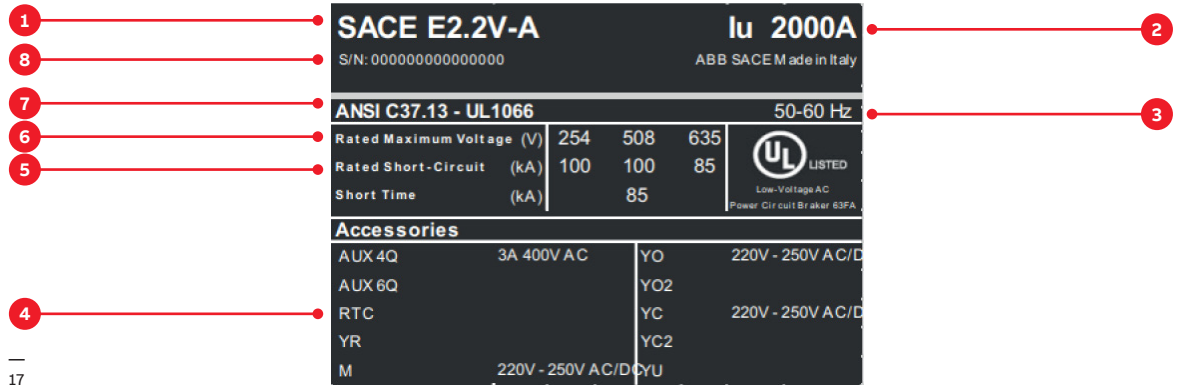 1
SACE E2.2V-A Iu 2000A
2
8
S/N: 000000000000000 ABB SACE Made in Italy
7
ANSI C37.13 - UL1066 50-60 Hz
3
6
Rated Maximum Voltage (V) 254 508 635
5
Rated Short-Circuit (kA) 100 100 85
UL LISTED
Short Time (kA) 85
Low-Voltage AC
Power Circuit Braker 63FA
Accessories
AUX 4Q 3A 400V AC YO 220V - 250V AC/D
AUX 6Q YO2
4
RTC YC 220V - 250V AC/D
YR YC2
M 220V - 250V AC/DC YU
—
17